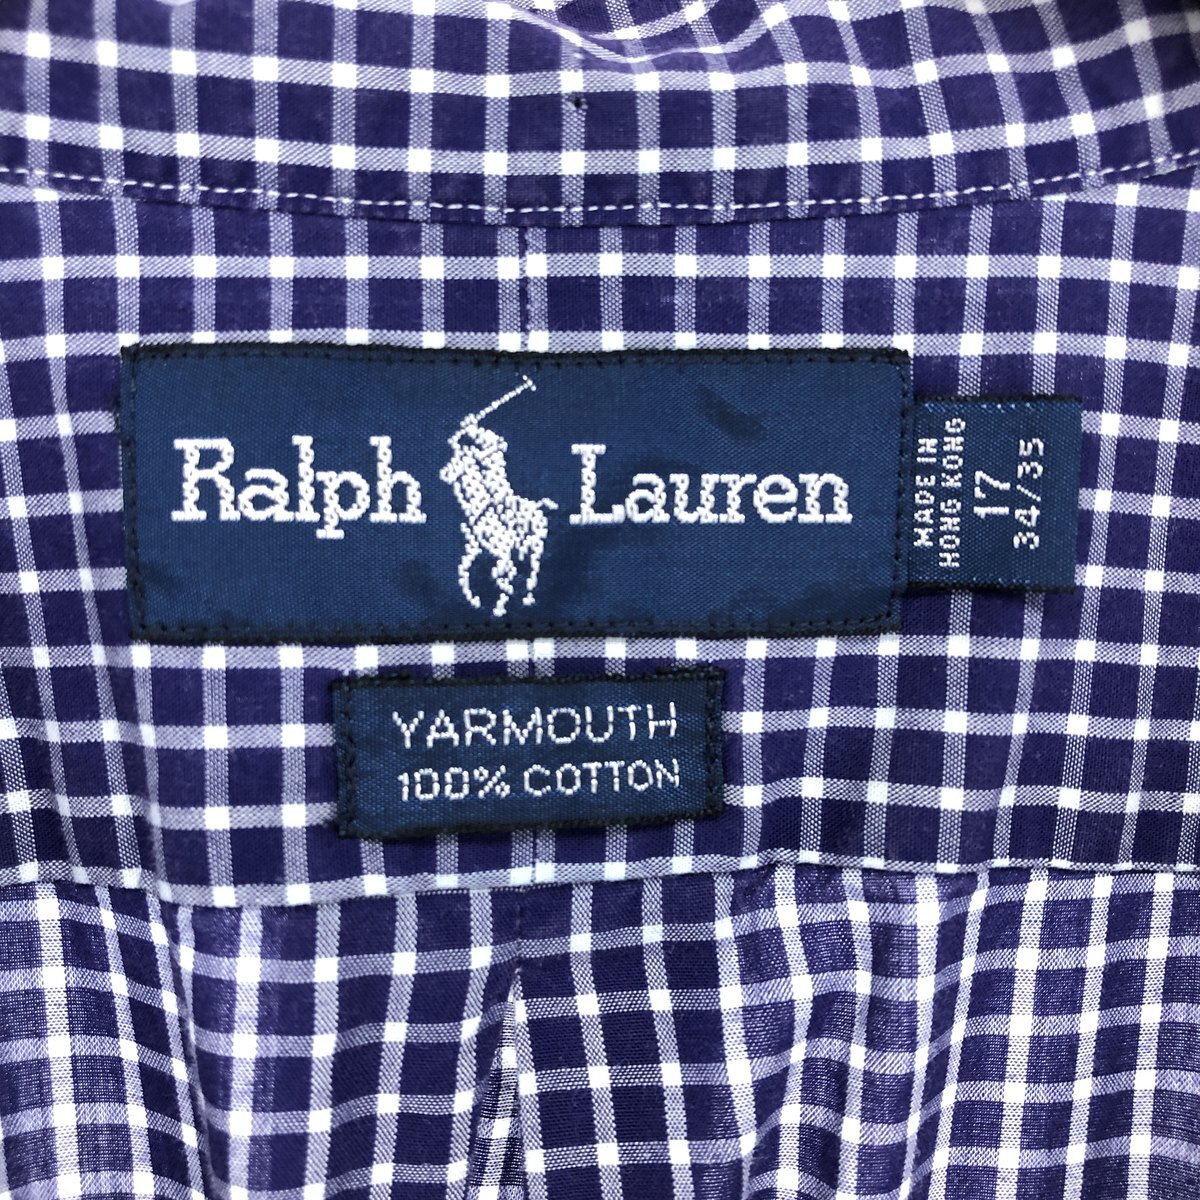 Ralph Lauren
MADE IN
HONG KONG
17
34/35
YARMOUTH
100% COTTON